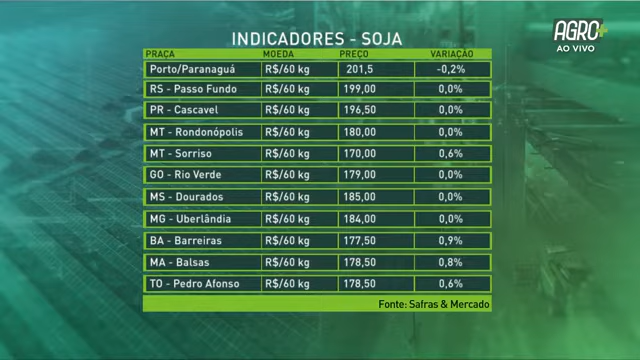 AGRO+
AO VIVO
INDICADORES - SOJA
PRAÇA MOEDA PREÇO VARIAÇÃO
Porto/Paranaguá R$/60 kg 201,5 -0,2%
RS - Passo Fundo R$/60 kg 199,00 0,0%
PR - Cascavel R$/60 kg 196,50 0,0%
MT - Rondonópolis R$/60 kg 180,00 0,0%
MT - Sorriso R$/60 kg 170,00 0,6%
GO - Rio Verde R$/60 kg 179,00 0,0%
MS - Dourados R$/60 kg 185,00 0,0%
MG - Uberlândia R$/60 kg 184,00 0,0%
BA - Barreiras R$/60 kg 177,50 0,9%
MA - Balsas R$/60 kg 178,50 0,8%
TO - Pedro Afonso R$/60 kg 178,50 0,6%
Fonte: Safras & Mercado